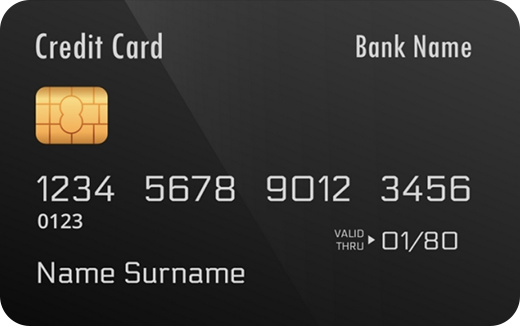 Credit Card Bank Name
1234 5678 9012 3456
0123
VALID THRU 01/80
Name Surname